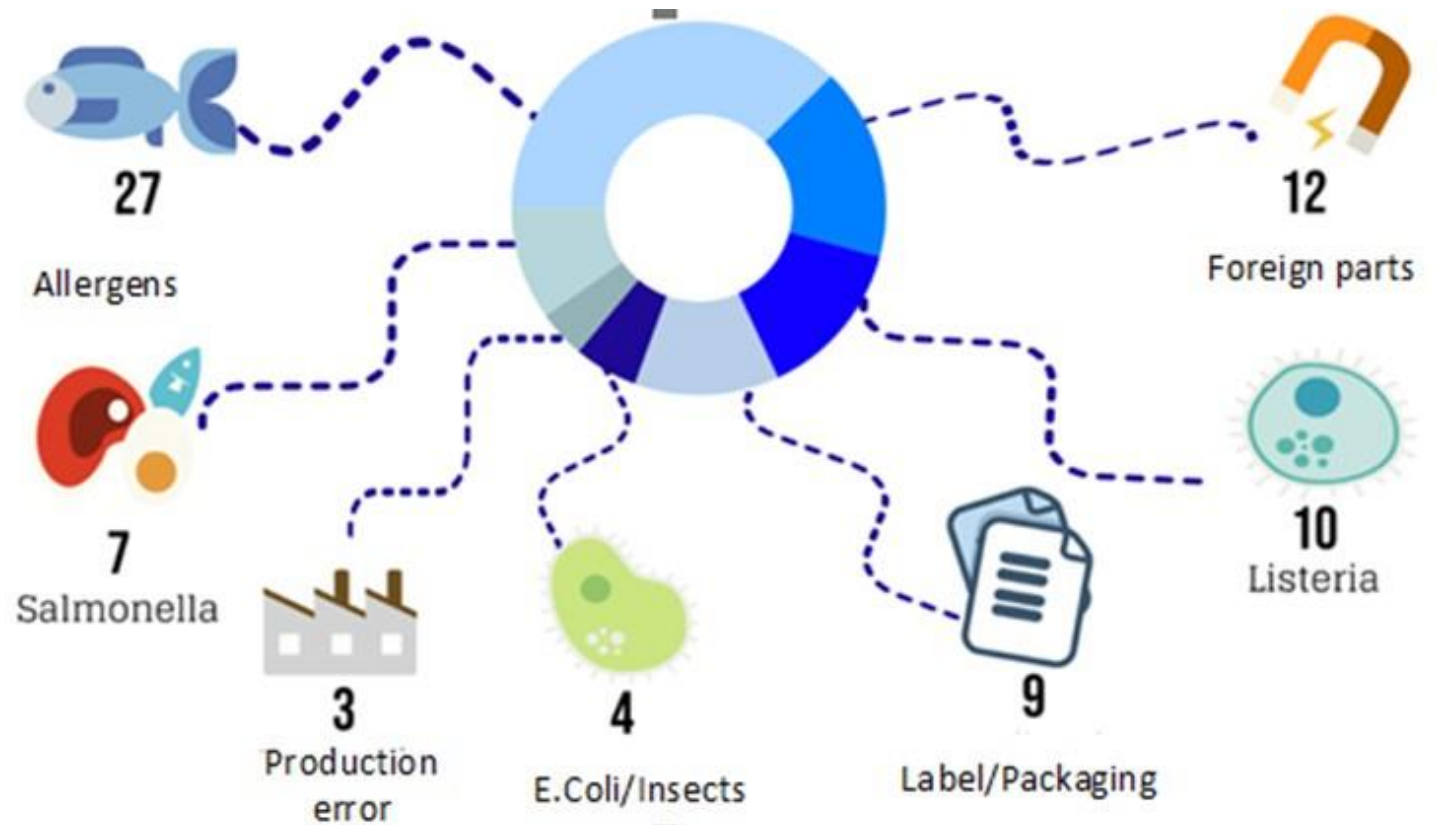 27
Allergens
12
Foreign parts
7
Salmonella
10
Listeria
3
Production
error
4
E.Coli/Insects
9
Label/Packaging